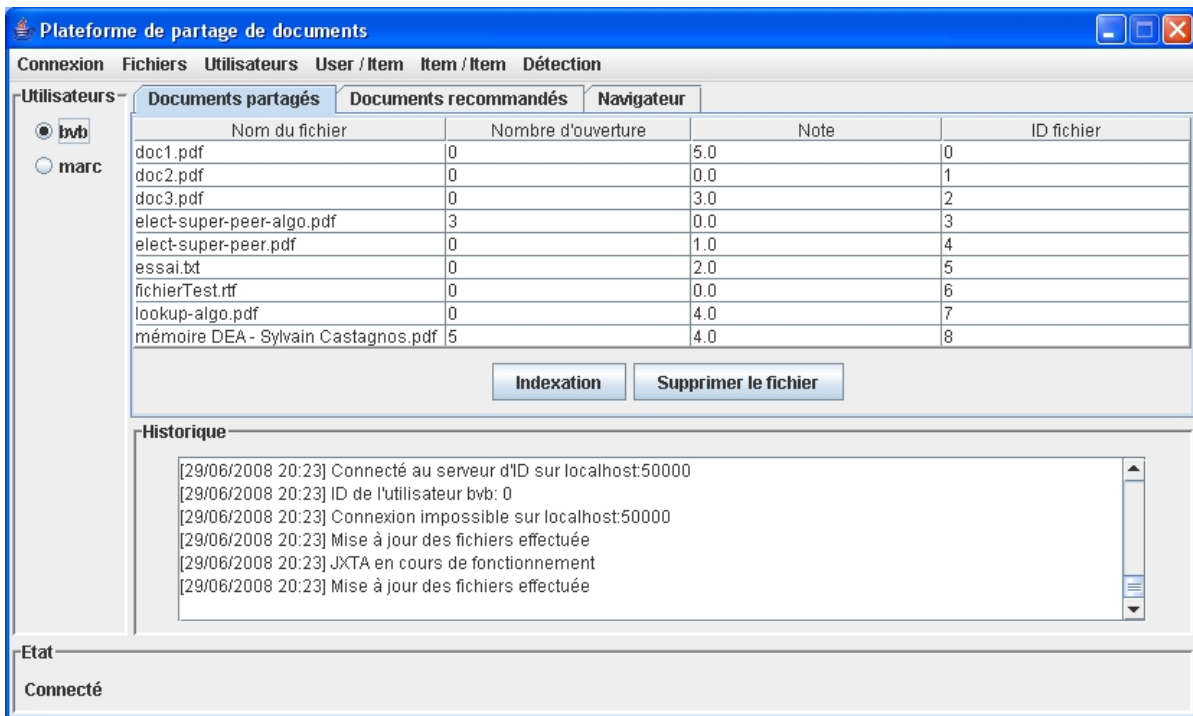 Plateforme de partage de documents
Connexion Fichiers Utilisateurs User / Item Item / Item Détection
Utilisateurs
bvb
marc
Documents partagés Documents recommandés Navigateur
Nom du fichier Nombre d'ouverture Note ID fichier
doc1.pdf 0 5.0 0
doc2.pdf 0 0.0 1
doc3.pdf 0 3.0 2
elect-super-peer-algo.pdf 3 0.0 3
elect-super-peer.pdf 0 1.0 4
essai.txt 0 2.0 5
fichierTest.rtf 0 0.0 6
lookup-algo.pdf 0 4.0 7
mémoire DEA - Sylvain Castagnos.pdf 5 4.0 8
Indexation Supprimer le fichier
Historique
[29/06/2008 20:23] Connecté au serveur d'ID sur localhost:50000
[29/06/2008 20:23] ID de l'utilisateur bvb: 0
[29/06/2008 20:23] Connexion impossible sur localhost:50000
[29/06/2008 20:23] Mise à jour des fichiers effectuée
[29/06/2008 20:23] JXTA en cours de fonctionnement
[29/06/2008 20:23] Mise à jour des fichiers effectuée
Etat
Connecté